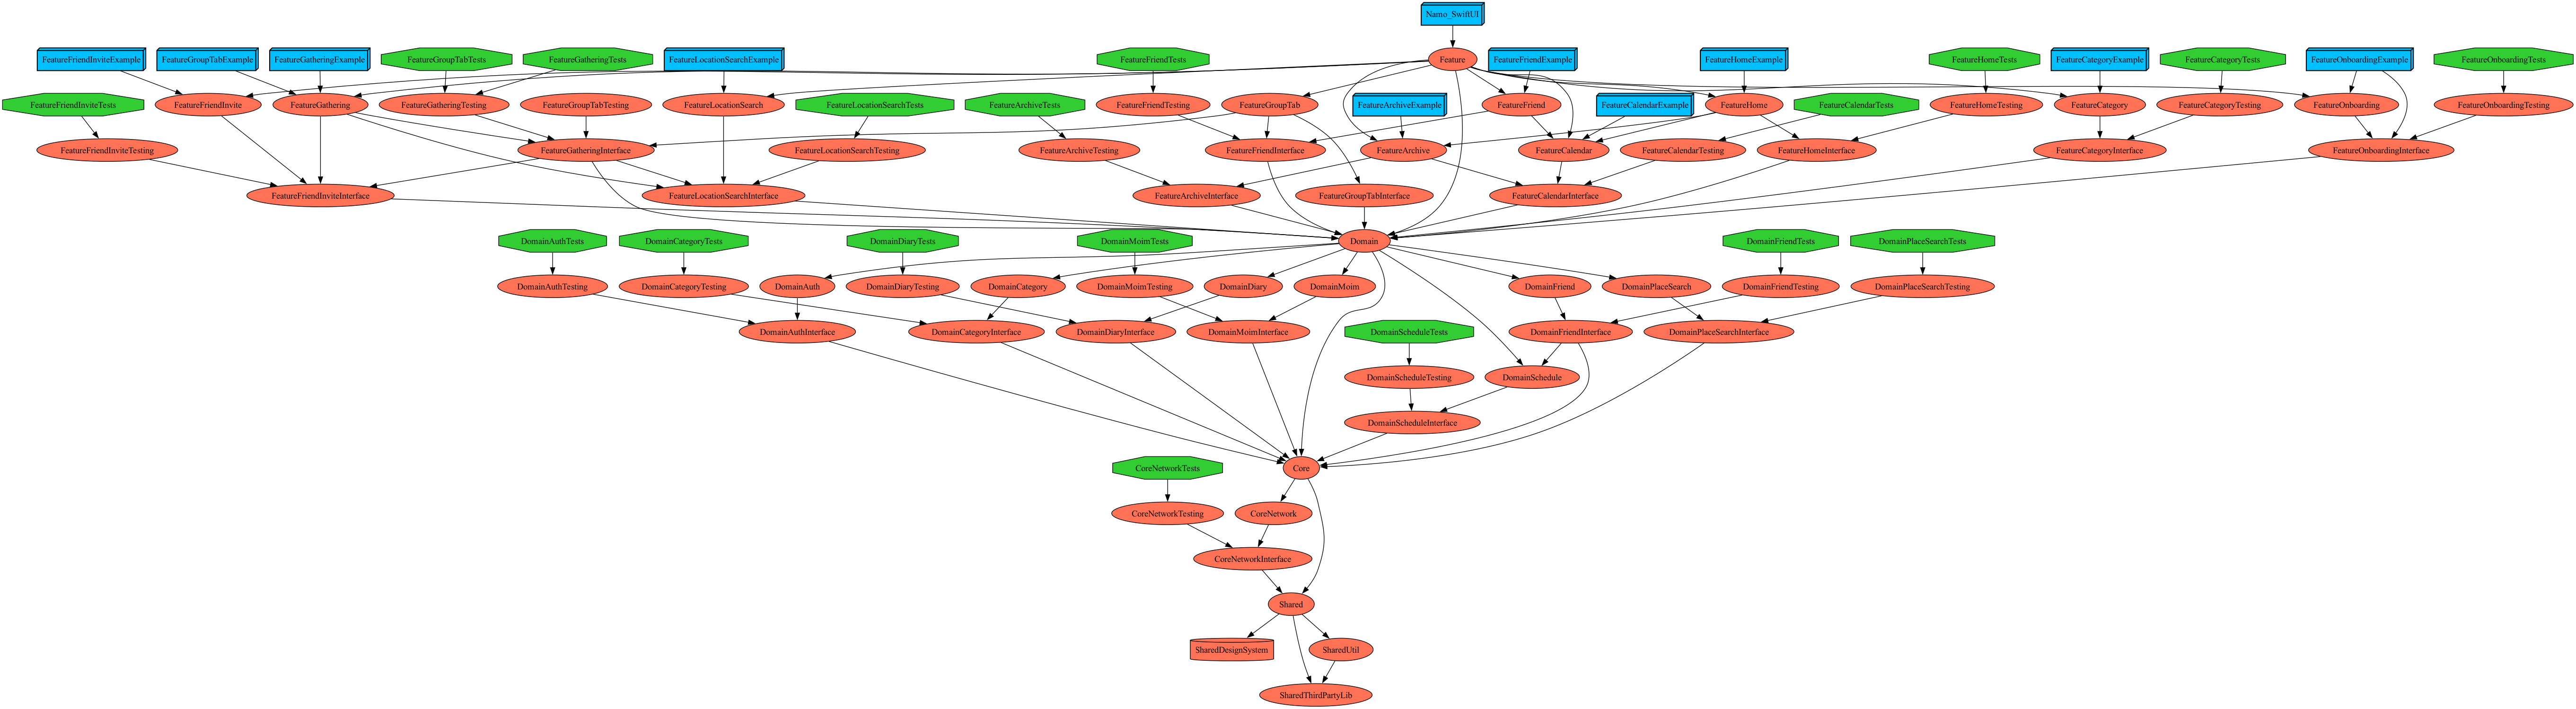 Namo_SwiftUI
FeatureFriendInviteExample
FeatureGroupTabExample
FeatureGatheringExample
FeatureGroupTabTests
FeatureGatheringTests
FeatureLocationSearchExample
FeatureFriendTests
Feature
FeatureFriendExample
FeatureHomeExample
FeatureHomeTests
FeatureCategoryExample
FeatureCategoryTests
FeatureOnboardingExample
FeatureOnboardingTests
FeatureFriendInviteTests
FeatureFriendInvite
FeatureGathering
FeatureGatheringTesting
FeatureGroupTabTesting
FeatureLocationSearch
FeatureLocationSearchTests
FeatureArchiveTests
FeatureFriendTesting
FeatureGroupTab
FeatureArchiveExample
FeatureFriend
FeatureCalendarExample
FeatureHome
FeatureCalendarTests
FeatureHomeTesting
FeatureCategory
FeatureCategoryTesting
FeatureOnboarding
FeatureOnboardingTesting
FeatureFriendInviteTesting
FeatureGatheringInterface
FeatureLocationSearchTesting
FeatureArchiveTesting
FeatureFriendInterface
FeatureArchive
FeatureCalendar
FeatureCalendarTesting
FeatureHomeInterface
FeatureCategoryInterface
FeatureOnboardingInterface
FeatureFriendInviteInterface
FeatureLocationSearchInterface
FeatureArchiveInterface
FeatureGroupTabInterface
FeatureCalendarInterface
DomainAuthTests
DomainCategoryTests
DomainDiaryTests
DomainMoimTests
Domain
DomainFriendTests
DomainPlaceSearchTests
DomainAuthTesting
DomainCategoryTesting
DomainAuth
DomainDiaryTesting
DomainCategory
DomainMoimTesting
DomainDiary
DomainMoim
DomainFriend
DomainPlaceSearch
DomainFriendTesting
DomainPlaceSearchTesting
DomainAuthInterface
DomainCategoryInterface
DomainDiaryInterface
DomainMoimInterface
DomainScheduleTests
DomainFriendInterface
DomainPlaceSearchInterface
DomainScheduleTesting
DomainSchedule
DomainScheduleInterface
CoreNetworkTests
Core
CoreNetworkTesting
CoreNetwork
CoreNetworkInterface
Shared
SharedDesignSystem
SharedUtil
SharedThirdPartyLib